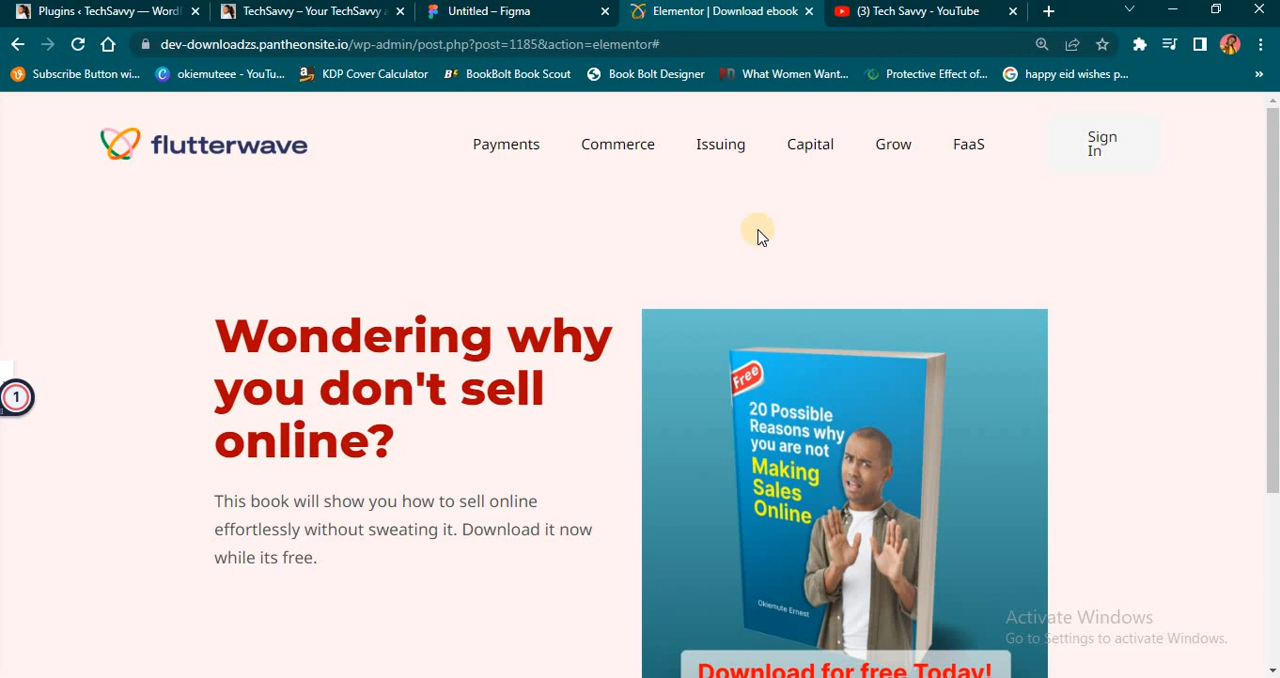 Plugins ‹ TechSavvy — Word
TechSavvy – Your TechSavvy
Untitled – Figma
Elementor | Download ebook
(3) Tech Savvy - YouTube
dev-downloadzs.pantheonsite.io/wp-admin/post.php?post=1185&action=elementor#
Subscribe Button wi...
okiemuteee - YouTu...
KDP Cover Calculator
BookBolt Book Scout
Book Bolt Designer
What Women Want...
Protective Effect of...
happy eid wishes p...
flutterwave
Payments
Commerce
Issuing
Capital
Grow
FaaS
Sign
In
Wondering why
you don't sell
online?
This book will show you how to sell online
effortlessly without sweating it. Download it now
while its free.
1
Free
20 Possible
Reasons why
you are not
Making
Sales
Online
Okiemute Ernest
Download for free Today!
Activate Windows
Go to Settings to activate Windows.